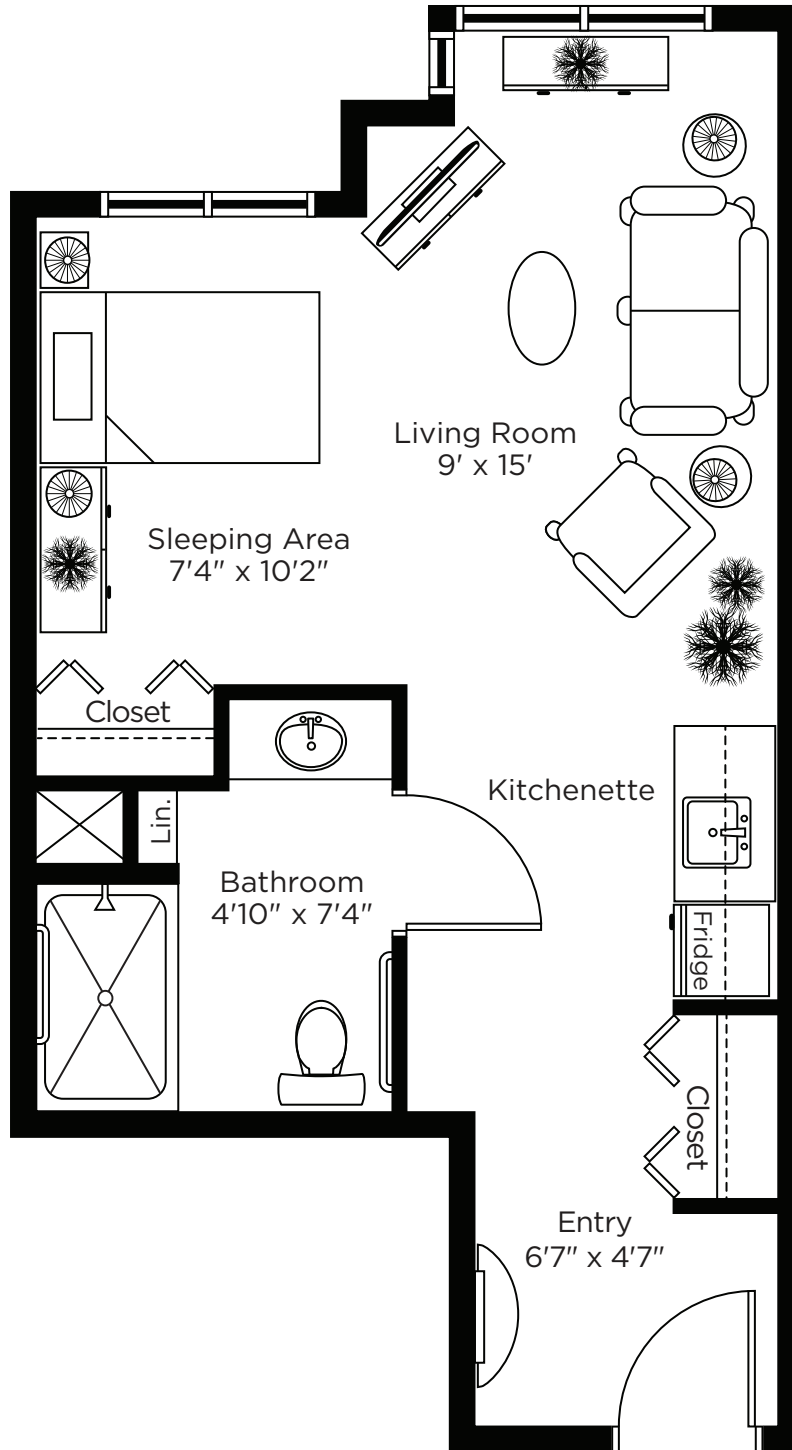 Living Room
9' x 15'
Sleeping Area
7'4" x 10'2"
Closet
Kitchenette
Lin.
Bathroom
4'10" x 7'4"
Fridge
Closet
Entry
6'7" x 4'7"